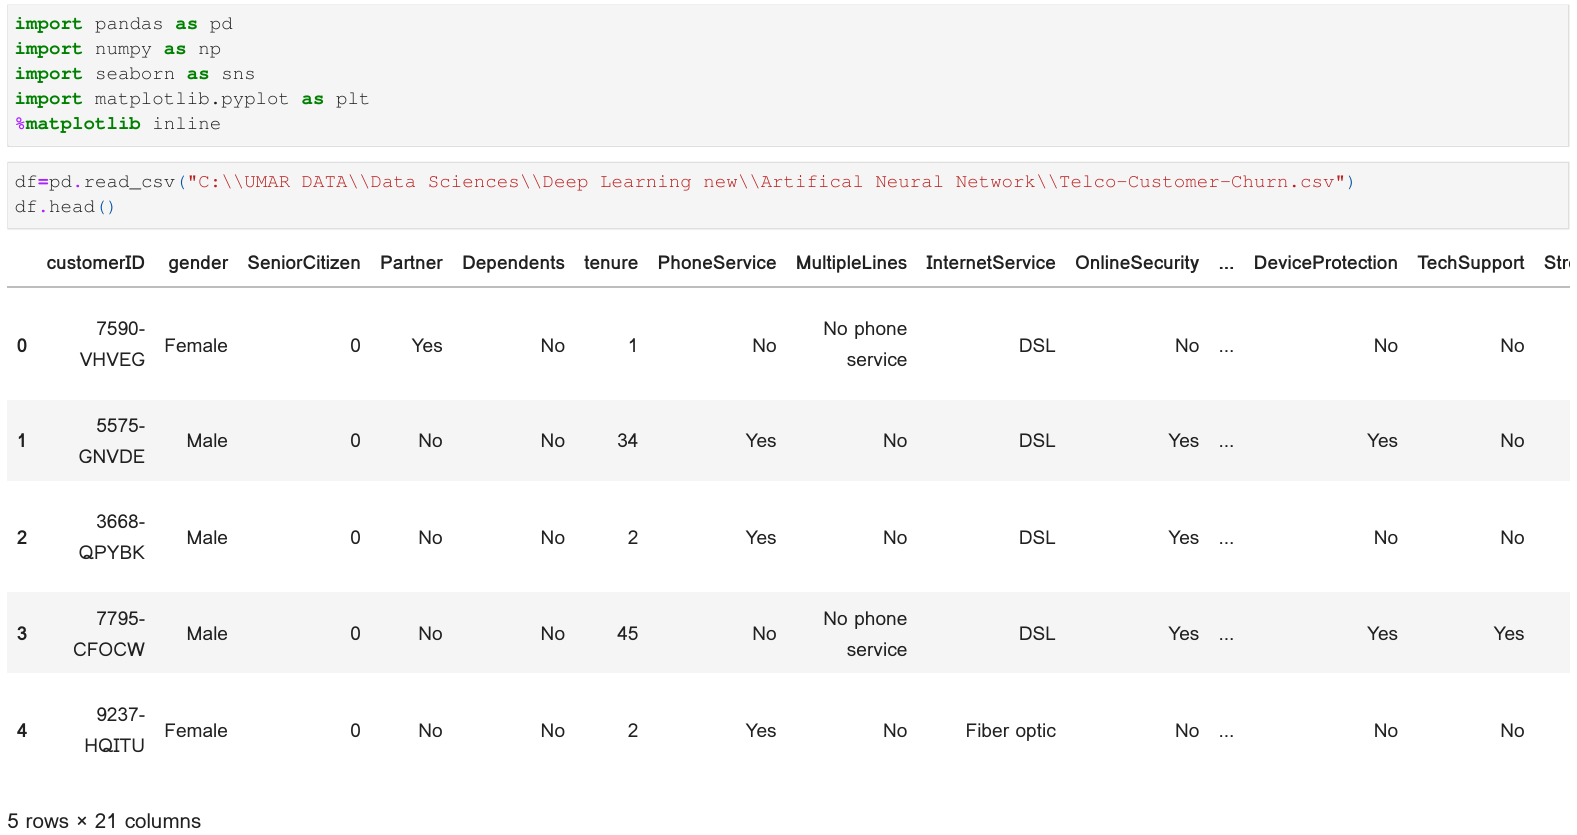 import pandas as pd
import numpy as np
import seaborn as sns
import matplotlib.pyplot as plt
%matplotlib inline
df=pd.read_csv("C:\\UMAR DATA\\Data Sciences\\Deep Learning new\\Artifical Neural Network\\Telco-Customer-Churn.csv")
df.head()
customerID gender SeniorCitizen Partner Dependents tenure PhoneService MultipleLines InternetService OnlineSecurity ... DeviceProtection TechSupport Stre
0 7590-VHVEG Female 0 Yes No 1 No No phone service DSL No ... No No
1 5575-GNVDE Male 0 No No 34 Yes No DSL Yes ... Yes No
2 3668-QPYBK Male 0 No No 2 Yes No DSL Yes ... No No
3 7795-CFOCW Male 0 No No 45 No No phone service DSL Yes ... Yes Yes
4 9237-HQITU Female 0 No No 2 Yes No Fiber optic No ... No No
5 rows × 21 columns